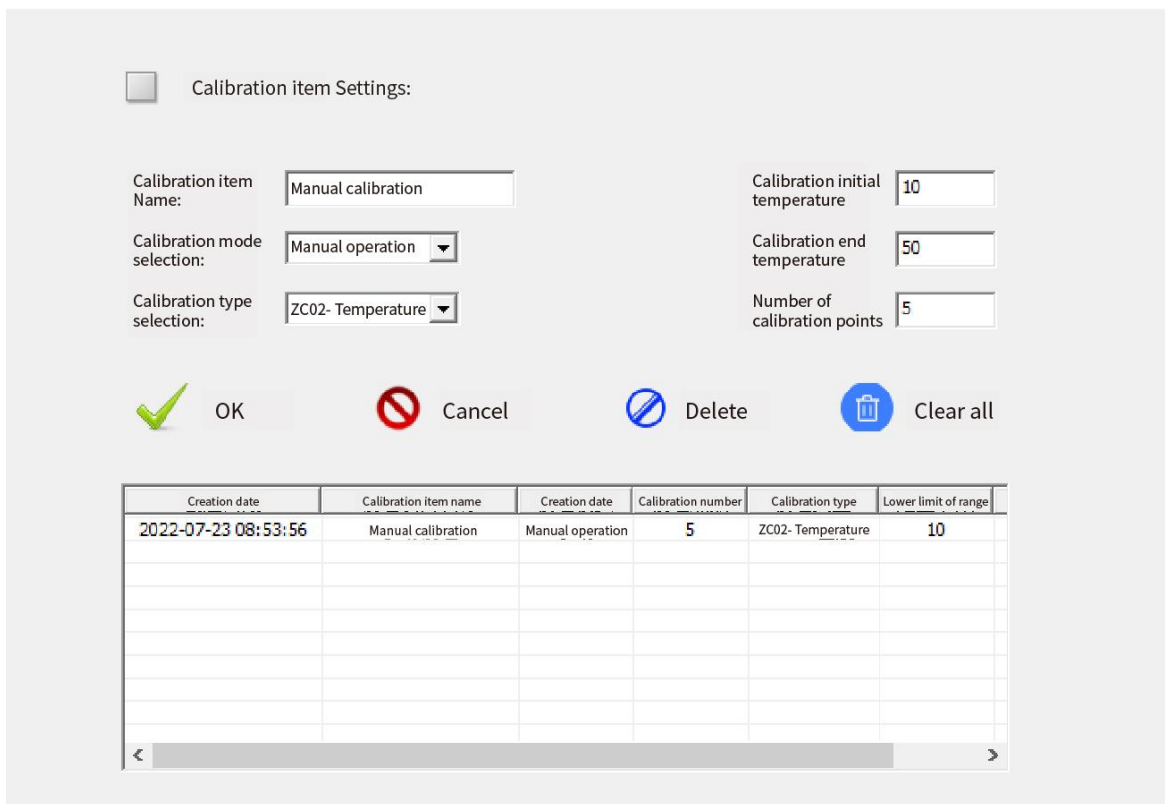 Calibration item Settings:
Calibration item
Name:
Manual calibration
Calibration initial
temperature
10
Calibration mode
selection:
Manual operation
Calibration end
temperature
50
Calibration type
selection:
ZC02- Temperature
Number of
calibration points
5
OK
Cancel
Delete
Clear all
Creation date Calibration item name Creation date Calibration number Calibration type Lower limit of range
2022-07-23 08:53:56 Manual calibration Manual operation 5 ZC02- Temperature 10